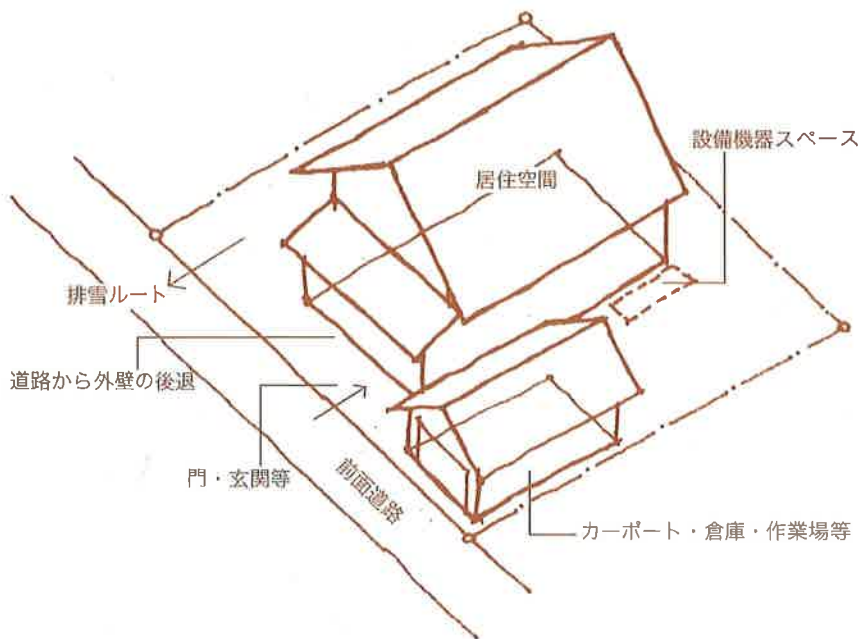 設備機器スペース
居住空間
排雪ルート
道路から外壁の後退
門・玄関等
前面道路
カーポート・倉庫・作業場等